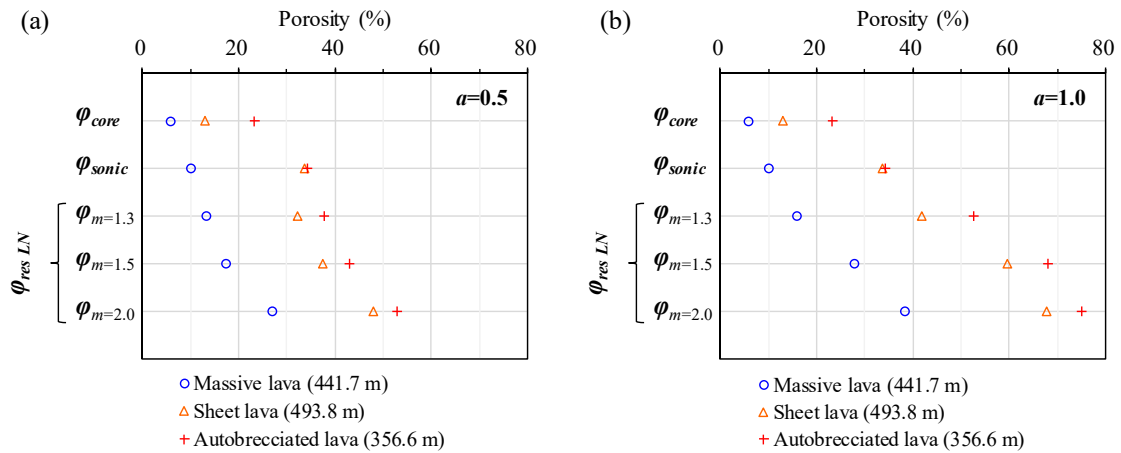 (a)
Porosity (%)
0 20 40 60 80
a=0.5
φcore
φsonic
φm=1.3
φm=1.5
φm=2.0
φres LN
Massive lava (441.7 m)
Sheet lava (493.8 m)
Autobrecciated lava (356.6 m)
(b)
Porosity (%)
0 20 40 60 80
a=1.0
φcore
φsonic
φm=1.3
φm=1.5
φm=2.0
φres LN
Massive lava (441.7 m)
Sheet lava (493.8 m)
Autobrecciated lava (356.6 m)